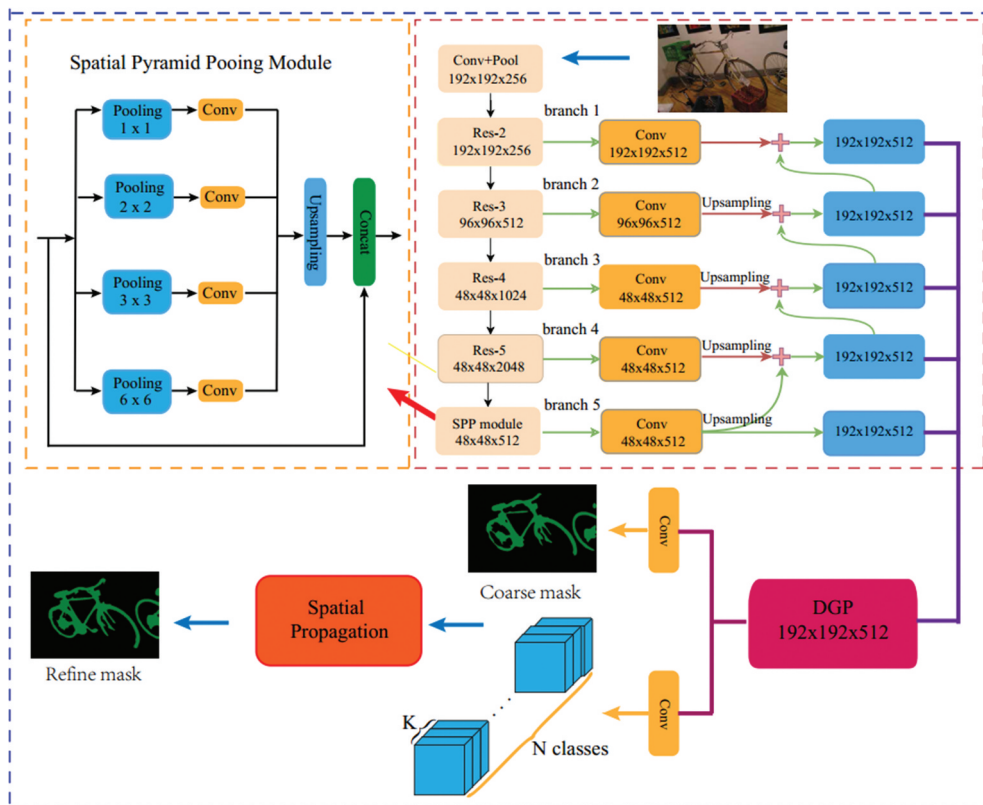 Spatial Pyramid Pooing Module
Pooling
1 x 1
Conv
Pooling
2 x 2
Conv
Pooling
3 x 3
Conv
Pooling
6 x 6
Conv
Upsampling
Concat
Conv+Pool
192x192x256
branch 1
Res-2
192x192x256
Conv
192x192x512
192x192x512
branch 2
Res-3
96x96x512
Conv
96x96x512
Upsampling
192x192x512
branch 3
Res-4
48x48x1024
Conv
48x48x512
Upsampling
192x192x512
branch 4
Res-5
48x48x2048
Conv
48x48x512
Upsampling
192x192x512
branch 5
SPP module
48x48x512
Conv
48x48x512
Upsampling
192x192x512
Conv
Coarse mask
DGP
192x192x512
Spatial
Propagation
Refine mask
Conv
K
N classes